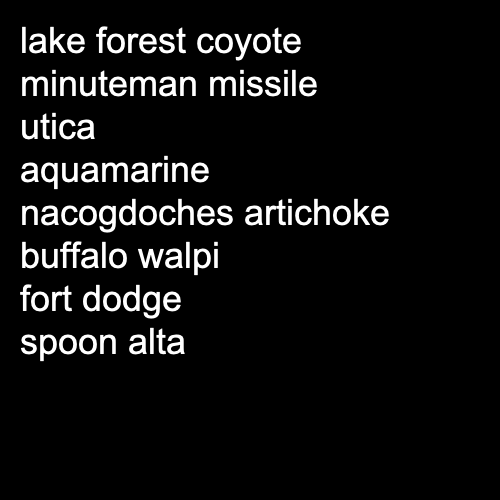 lake forest coyote
minuteman missile
utica
aquamarine
nacogdoches artichoke
buffalo walpi
fort dodge
spoon alta